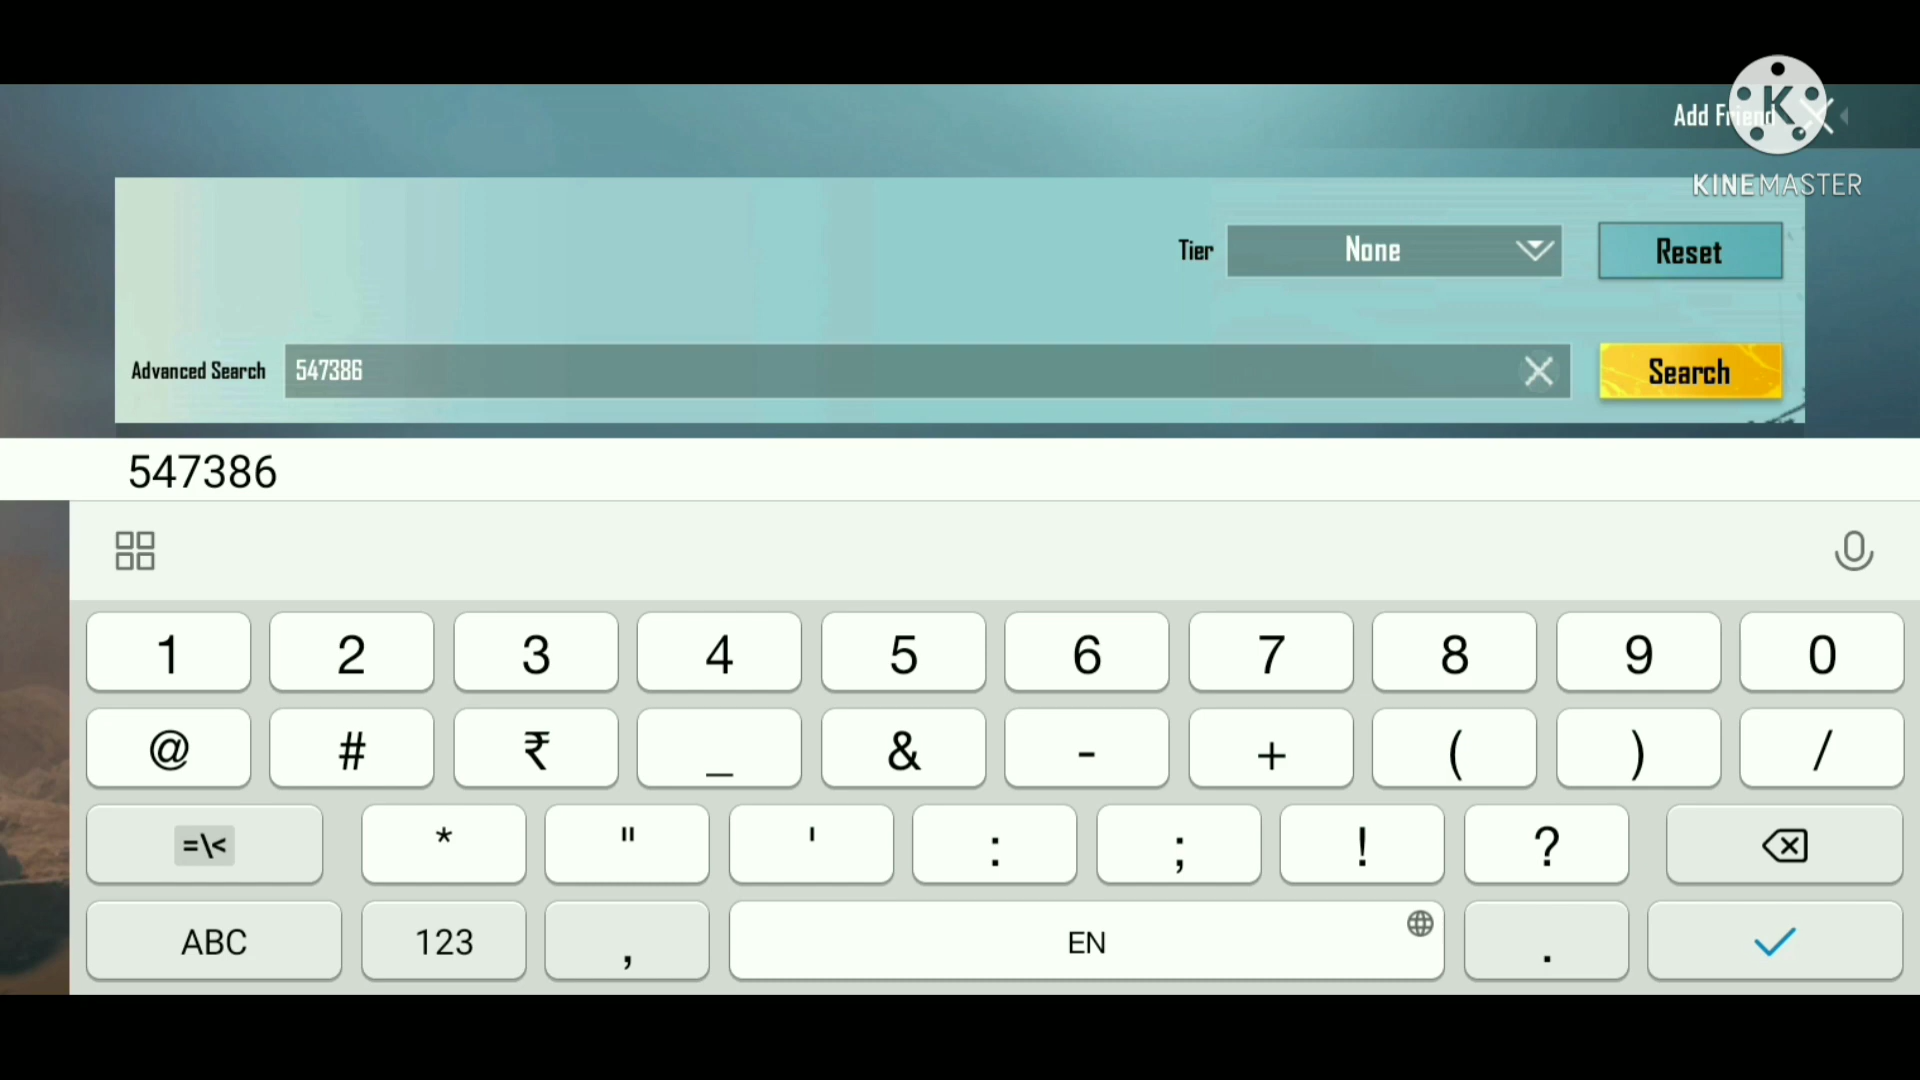 Add Friend
KINEMASTER
Tier None Reset
Advanced Search 547386 Search
547386
1 2 3 4 5 6 7 8 9 0
@ # ₹ _ & - + ( ) /
=\< * " ' : ; ! ?
ABC 123 , EN .